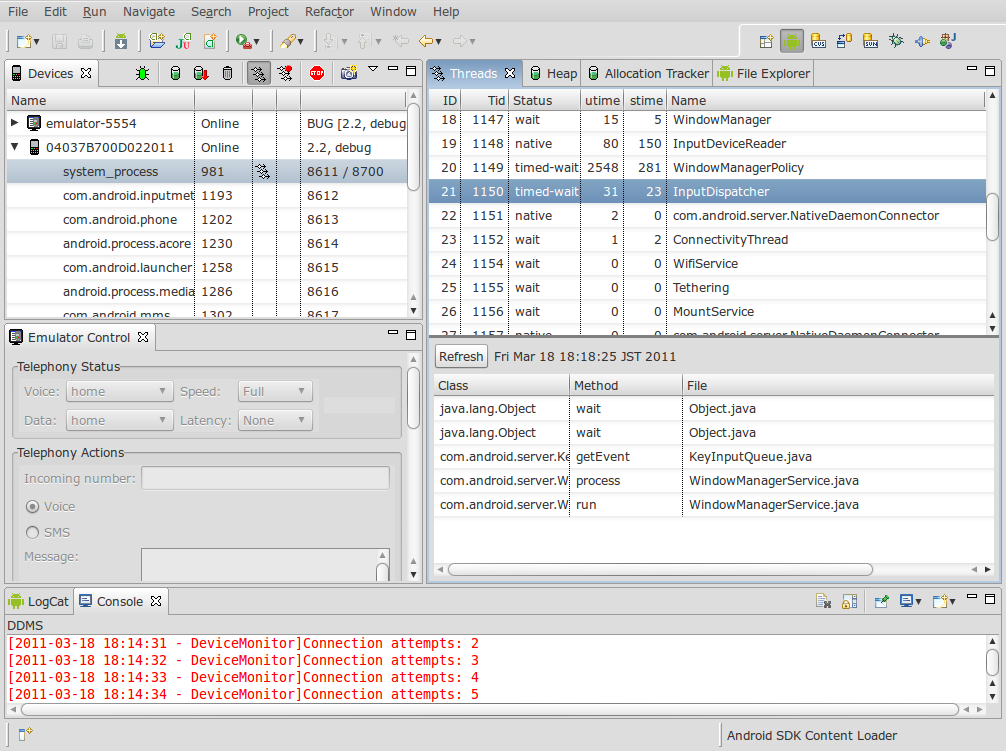 File Edit Run Navigate Search Project Refactor Window Help
Devices
Name
emulator-5554 Online BUG [2.2, debug
04037B700D022011 Online 2.2, debug
system_process 981 8611 / 8700
com.android.inputmet 1193 8612
com.android.phone 1202 8613
android.process.acore 1230 8614
com.android.launcher 1258 8615
android.process.media 1286 8616
com.android.mms 1302 8617
Threads Heap Allocation Tracker File Explorer
ID Tid Status utime stime Name
18 1147 wait 15 5 WindowManager
19 1148 native 80 150 InputDeviceReader
20 1149 timed-wait 2548 281 WindowManagerPolicy
21 1150 timed-wait 31 23 InputDispatcher
22 1151 native 2 0 com.android.server.NativeDaemonConnector
23 1152 wait 1 2 ConnectivityThread
24 1154 wait 0 0 WifiService
25 1155 wait 0 0 Tethering
26 1156 wait 0 0 MountService
27 1157 native 0 0 com.android.server.NativeDaemonConnector
Emulator Control
Telephony Status
Voice: home Speed: Full
Data: home Latency: None
Telephony Actions
Incoming number:
Voice
SMS
Message:
Refresh Fri Mar 18 18:18:25 JST 2011
Class Method File
java.lang.Object wait Object.java
java.lang.Object wait Object.java
com.android.server.Ke getEvent KeyInputQueue.java
com.android.server.W process WindowManagerService.java
com.android.server.W run WindowManagerService.java
LogCat Console
DDMS
[2011-03-18 18:14:31 - DeviceMonitor]Connection attempts: 2
[2011-03-18 18:14:32 - DeviceMonitor]Connection attempts: 3
[2011-03-18 18:14:33 - DeviceMonitor]Connection attempts: 4
[2011-03-18 18:14:34 - DeviceMonitor]Connection attempts: 5
Android SDK Content Loader